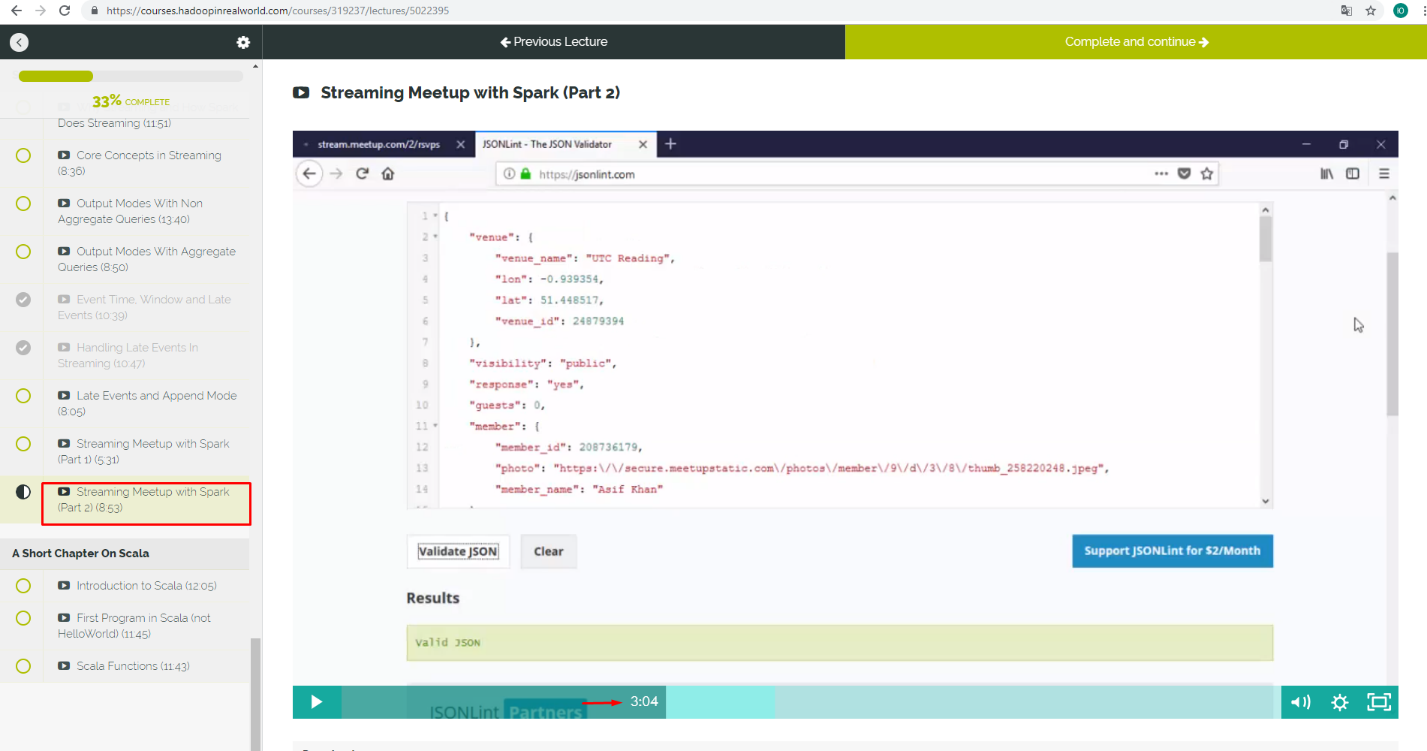 https://courses.hadoopinrealworld.com/courses/319237/lectures/5022395
IO
Previous Lecture
Complete and continue
33% COMPLETE
Does Streaming (11:51)
Core Concepts in Streaming
(8:36)
Output Modes With Non
Aggregate Queries (13:40)
Output Modes With Aggregate
Queries (8:50)
Event Time, Window and Late
Events (10:39)
Handling Late Events In
Streaming (10:47)
Late Events and Append Mode
(8:05)
Streaming Meetup with Spark
(Part 1) (5:31)
Streaming Meetup with Spark
(Part 2) (8:53)
A Short Chapter On Scala
Introduction to Scala (12:05)
First Program in Scala (not
HelloWorld) (11:45)
Scala Functions (11:43)
Streaming Meetup with Spark (Part 2)
stream.meetup.com/2/rsvps
JSONLint - The JSON Validator
https://jsonlint.com
1 {
2 "venue": {
3 "venue_name": "UTC Reading",
4 "lon": -0.939354,
5 "lat": 51.448517,
6 "venue_id": 24879394
7 },
8 "visibility": "public",
9 "response": "yes",
10 "guests": 0,
11 "member": {
12 "member_id": 208736179,
13 "photo": "https:\/\/secure.meetupstatic.com\/photos\/member\/9\/d\/3\/8\/thumb_258220248.jpeg",
14 "member_name": "Asif Khan"
Validate JSON
Clear
Support JSONLint for $2/Month
Results
Valid JSON
JSONLint Partners
3:04